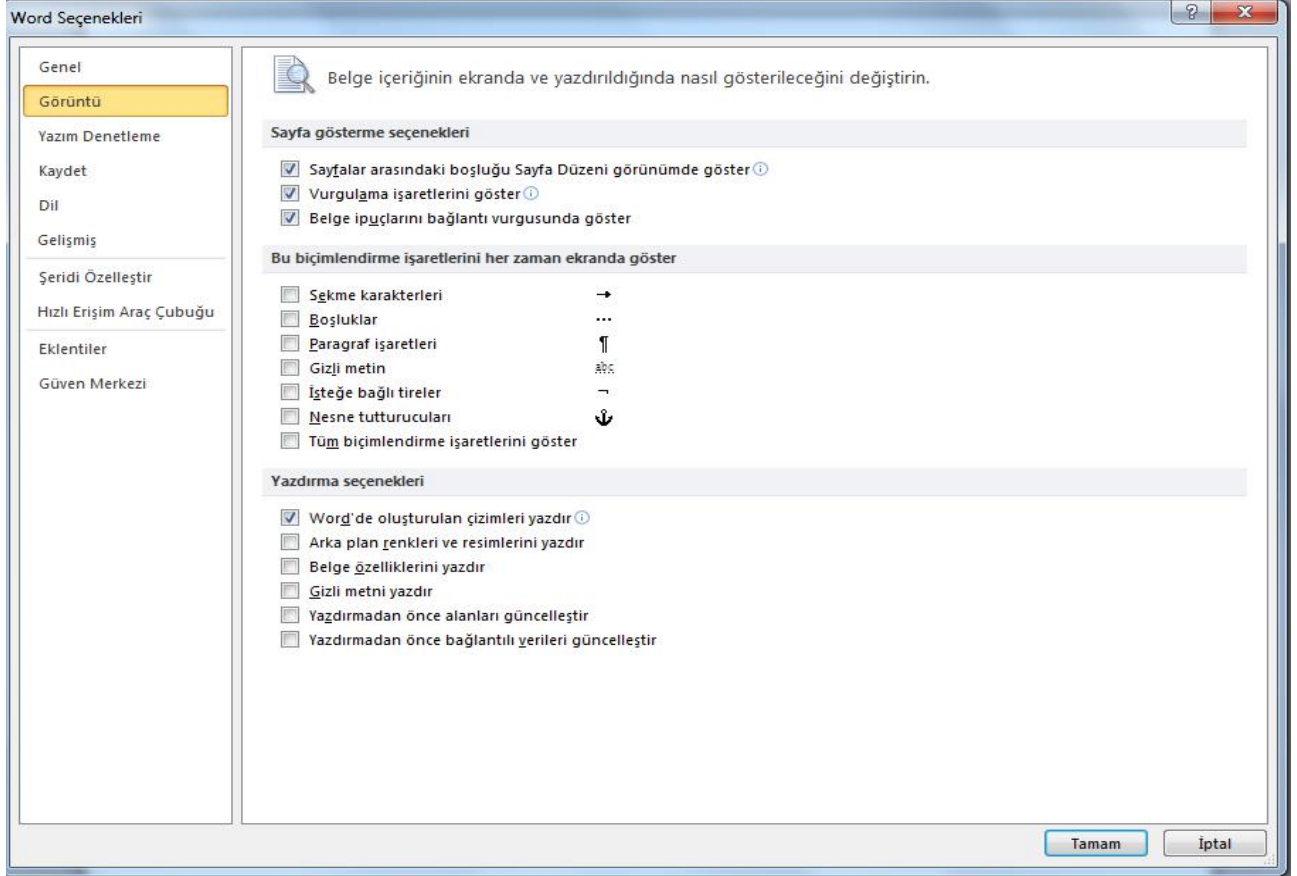 Word Seçenekleri
Genel
Görüntü
Yazım Denetleme
Kaydet
Dil
Gelişmiş
Şeridi Özelleştir
Hızlı Erişim Araç Çubuğu
Eklentiler
Güven Merkezi
Belge içeriğinin ekranda ve yazdırıldığında nasıl gösterileceğini değiştirin.
Sayfa gösterme seçenekleri
Sayfalar arasındaki boşluğu Sayfa Düzeni görünümde göster
Vurgulama işaretlerini göster
Belge ipuçlarını bağlantı vurgusunda göster
Bu biçimlendirme işaretlerini her zaman ekranda göster
Sekme karakterleri →
Boşluklar ···
Paragraf işaretleri ¶
Gizli metin abc
İsteğe bağlı tireler ¬
Nesne tutturucuları
Tüm biçimlendirme işaretlerini göster
Yazdırma seçenekleri
Word'de oluşturulan çizimleri yazdır
Arka plan renkleri ve resimlerini yazdır
Belge özelliklerini yazdır
Gizli metni yazdır
Yazdırmadan önce alanları güncelleştir
Yazdırmadan önce bağlantılı verileri güncelleştir
Tamam İptal